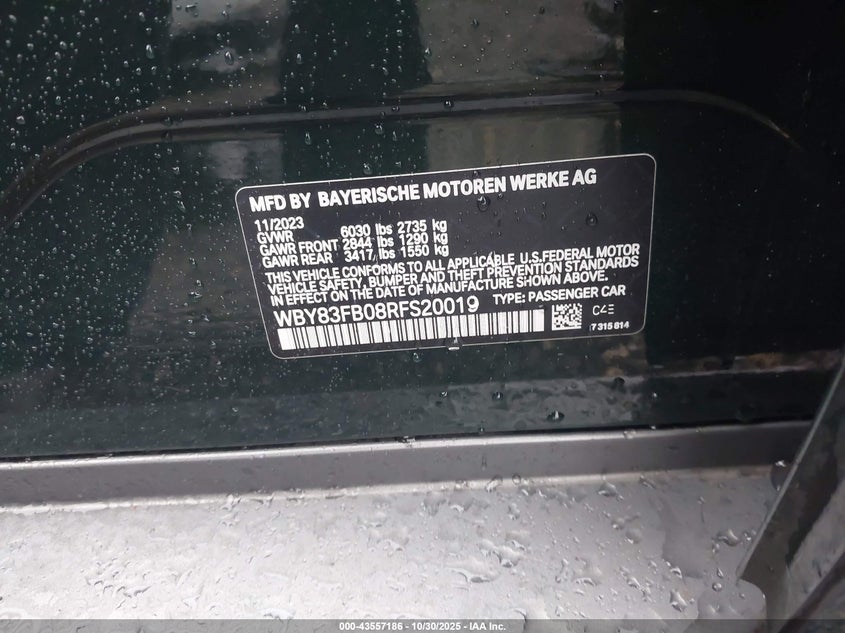 MFD BY BAYERISCHE MOTOREN WERKE AG
11/2023
GVWR 6030 lbs 2735 kg
GAWR FRONT 2844 lbs 1290 kg
GAWR REAR 3417 lbs 1550 kg
THIS VEHICLE CONFORMS TO ALL APPLICABLE U.S.FEDERAL MOTOR
VEHICLE SAFETY, BUMPER AND THEFT PREVENTION STANDARDS
IN EFFECT ON THE DATE OF MANUFACTURE SHOWN ABOVE.
WBY83FB08RFS20019 TYPE: PASSENGER CAR
C4E
7 315 814
000-43557186 - 10/30/2025 - IAA Inc.